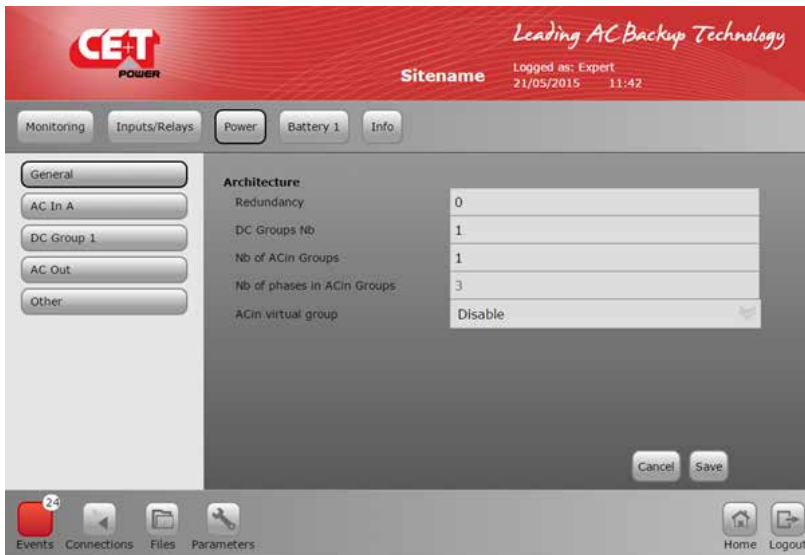 CE+T
POWER
Leading AC Backup Technology
Sitename
Logged as: Expert
21/05/2015 11:42
Monitoring
Inputs/Relays
Power
Battery 1
Info
General
AC In A
DC Group 1
AC Out
Other
Architecture
Redundancy 0
DC Groups Nb 1
Nb of ACin Groups 1
Nb of phases in ACin Groups 3
ACin virtual group Disable
Cancel
Save
24
Events
Connections
Files
Parameters
Home
Logout